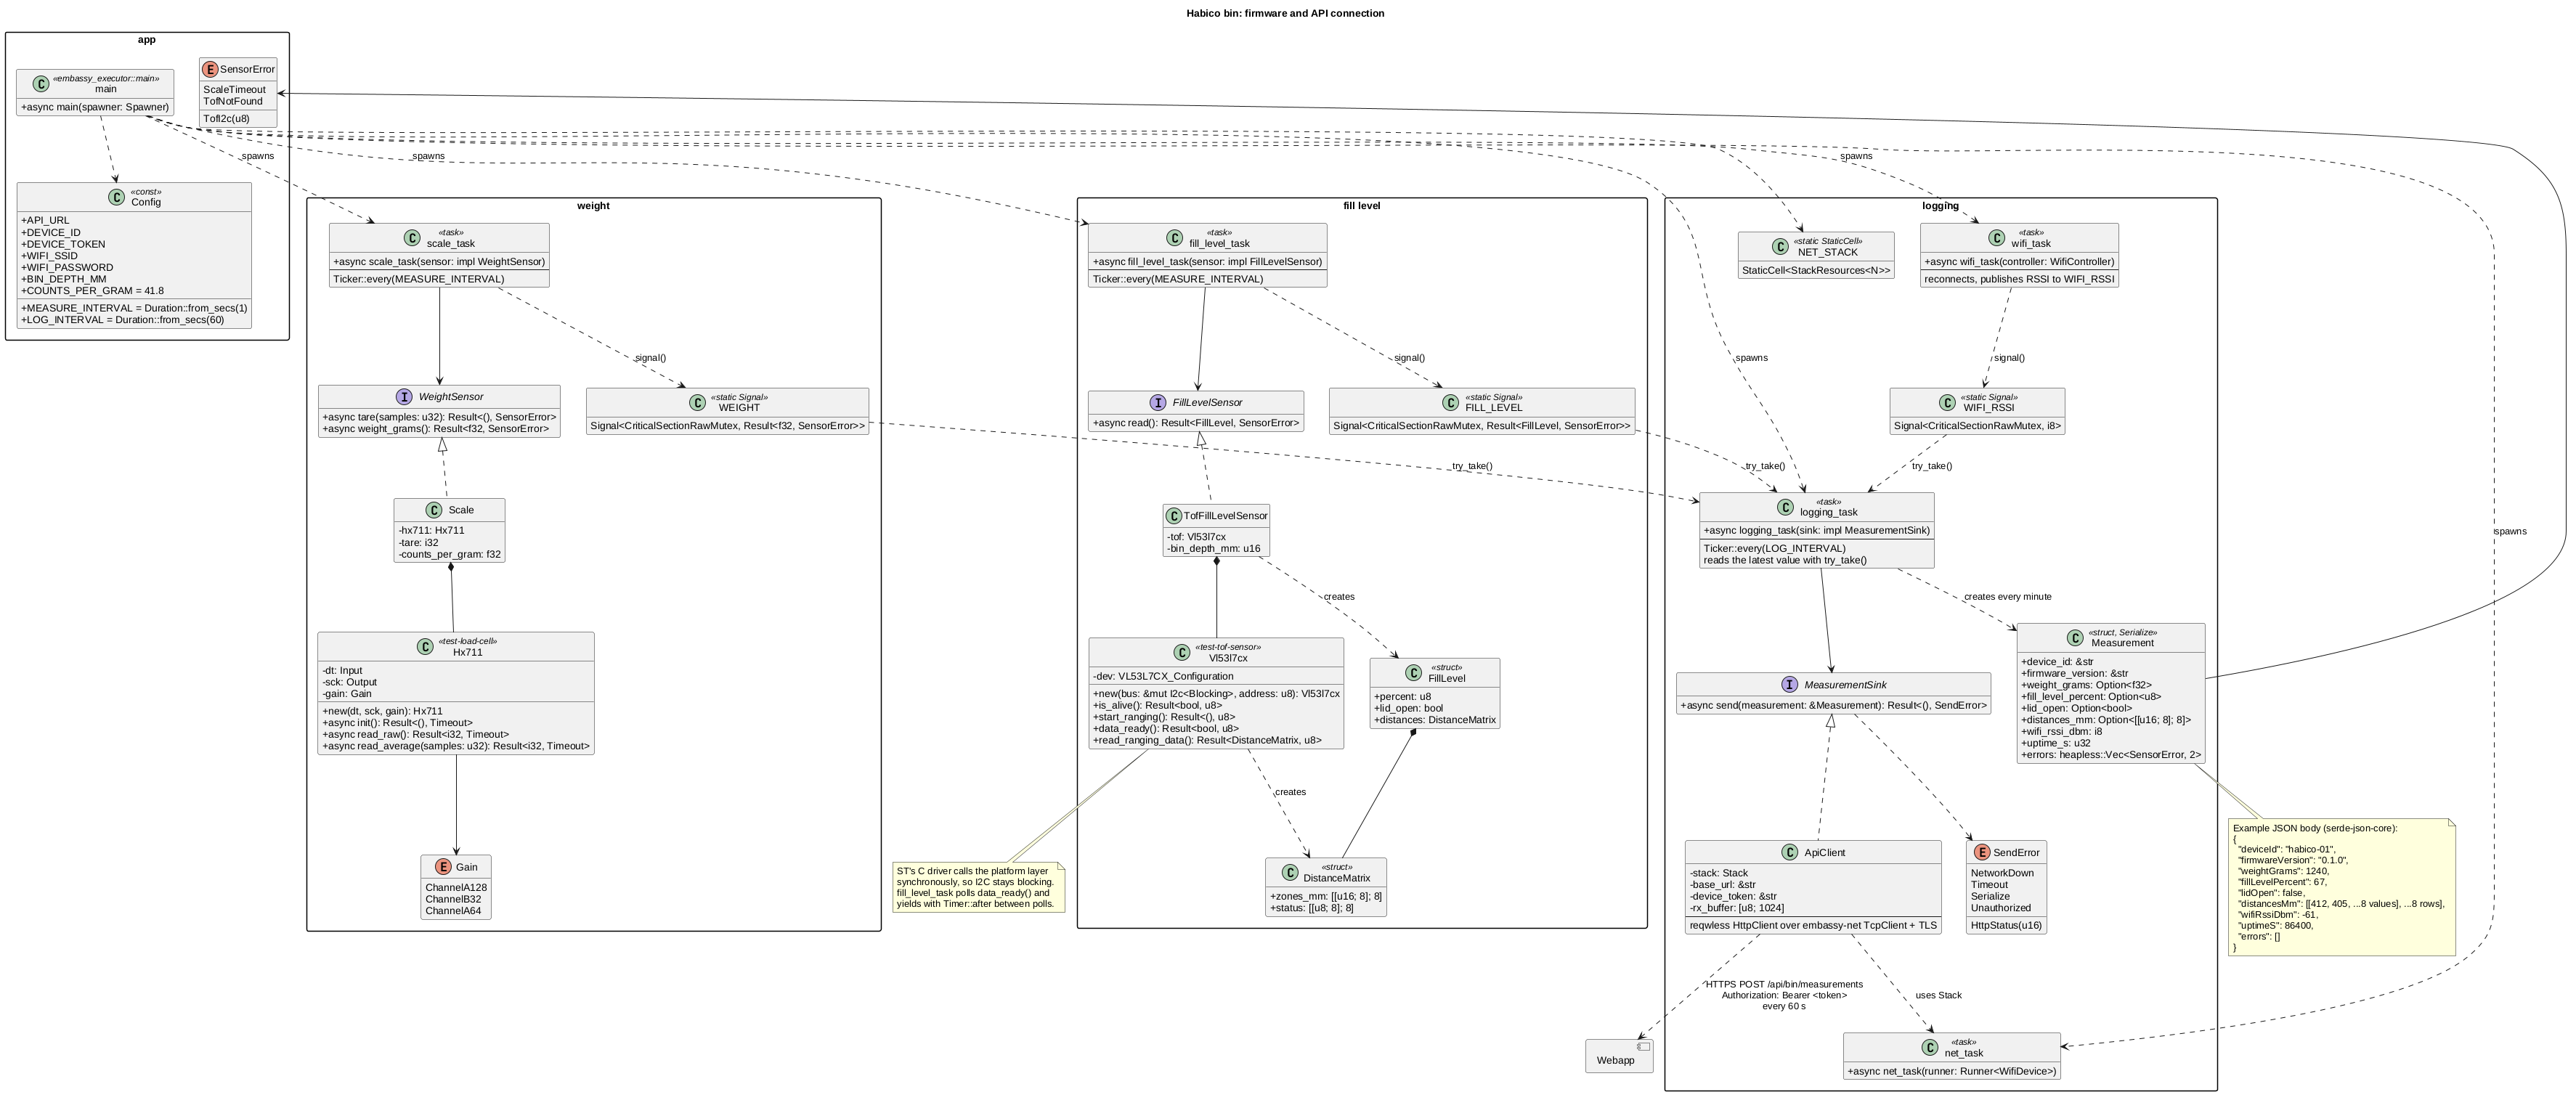 Habico bin: firmware and API connection
app
C
«embassy_executor::main»
main
+async main(spawner: Spawner)
E SensorError
ScaleTimeout
TofNotFound
TofI2c(u8)
C
«const»
Config
+API_URL
+DEVICE_ID
+DEVICE_TOKEN
+WIFI_SSID
+WIFI_PASSWORD
+BIN_DEPTH_MM
+COUNTS_PER_GRAM = 41.8
+MEASURE_INTERVAL = Duration::from_secs(1)
+LOG_INTERVAL = Duration::from_secs(60)
spawns
spawns
spawns
spawns
spawns
weight
C
«task»
scale_task
+async scale_task(sensor: impl WeightSensor)
Ticker::every(MEASURE_INTERVAL)
signal()
I WeightSensor
+async tare(samples: u32): Result<(), SensorError>
+async weight_grams(): Result<f32, SensorError>
C
«static Signal»
WEIGHT
Signal<CriticalSectionRawMutex, Result<f32, SensorError>>
try_take()
C Scale
-hx711: Hx711
-tare: i32
-counts_per_gram: f32
C
«test-load-cell»
Hx711
-dt: Input
-sck: Output
-gain: Gain
+new(dt, sck, gain): Hx711
+async init(): Result<(), Timeout>
+async read_raw(): Result<i32, Timeout>
+async read_average(samples: u32): Result<i32, Timeout>
E Gain
ChannelA128
ChannelB32
ChannelA64
fill level
C
«task»
fill_level_task
+async fill_level_task(sensor: impl FillLevelSensor)
Ticker::every(MEASURE_INTERVAL)
signal()
I FillLevelSensor
+async read(): Result<FillLevel, SensorError>
C
«static Signal»
FILL_LEVEL
Signal<CriticalSectionRawMutex, Result<FillLevel, SensorError>>
try_take()
C TofFillLevelSensor
-tof: Vl53l7cx
-bin_depth_mm: u16
creates
C
«test-tof-sensor»
Vl53l7cx
-dev: VL53L7CX_Configuration
+new(bus: &mut I2c<Blocking>, address: u8): Vl53l7cx
+is_alive(): Result<bool, u8>
+start_ranging(): Result<(), u8>
+data_ready(): Result<bool, u8>
+read_ranging_data(): Result<DistanceMatrix, u8>
C
«struct»
FillLevel
+percent: u8
+lid_open: bool
+distances: DistanceMatrix
creates
ST's C driver calls the platform layer
synchronously, so I2C stays blocking.
fill_level_task polls data_ready() and
yields with Timer::after between polls.
C
«struct»
DistanceMatrix
+zones_mm: [[u16; 8]; 8]
+status: [[u8; 8]; 8]
logging
C
«static StaticCell»
NET_STACK
StaticCell<StackResources<N>>
C
«task»
wifi_task
+async wifi_task(controller: WifiController)
reconnects, publishes RSSI to WIFI_RSSI
signal()
C
«static Signal»
WIFI_RSSI
Signal<CriticalSectionRawMutex, i8>
try_take()
C
«task»
logging_task
+async logging_task(sink: impl MeasurementSink)
Ticker::every(LOG_INTERVAL)
reads the latest value with try_take()
creates every minute
I MeasurementSink
+async send(measurement: &Measurement): Result<(), SendError>
C
«struct, Serialize»
Measurement
+device_id: &str
+firmware_version: &str
+weight_grams: Option<f32>
+fill_level_percent: Option<u8>
+lid_open: Option<bool>
+distances_mm: Option<[[u16; 8]; 8]>
+wifi_rssi_dbm: i8
+uptime_s: u32
+errors: heapless::Vec<SensorError, 2>
C ApiClient
-stack: Stack
-base_url: &str
-device_token: &str
-rx_buffer: [u8; 1024]
reqwless HttpClient over embassy-net TcpClient + TLS
E SendError
NetworkDown
Timeout
Serialize
Unauthorized
HttpStatus(u16)
Example JSON body (serde-json-core):
{
"deviceId": "habico-01",
"firmwareVersion": "0.1.0",
"weightGrams": 1240,
"fillLevelPercent": 67,
"lidOpen": false,
"distancesMm": [[412, 405, ...8 values], ...8 rows],
"wifiRssiDbm": -61,
"uptimeS": 86400,
"errors": []
}
HTTPS POST /api/bin/measurements
Authorization: Bearer <token>
every 60 s
uses Stack
Webapp
C
«task»
net_task
+async net_task(runner: Runner<WifiDevice>)